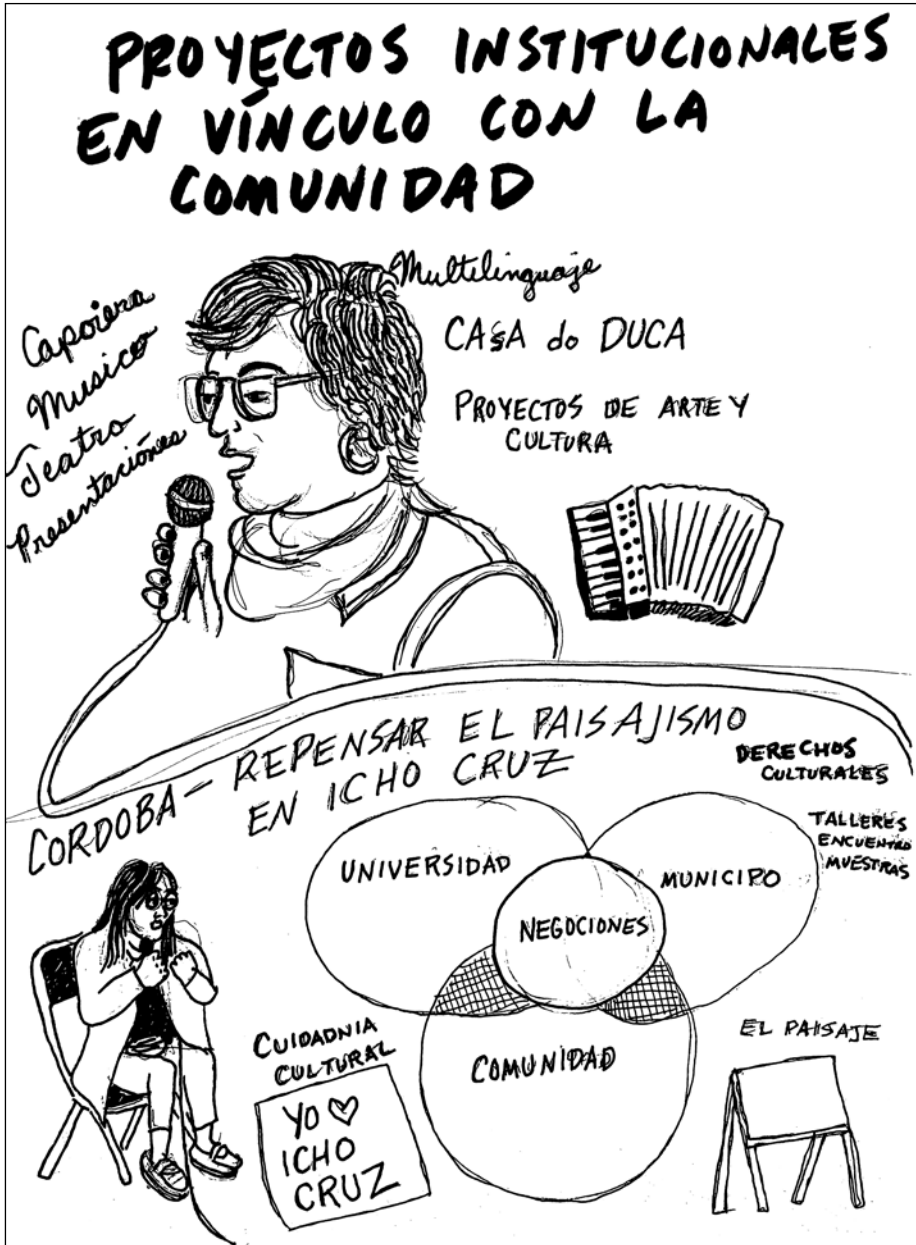 PROYECTOS INSTITUCIONALES
EN VÍNCULO CON LA
COMUNIDAD
Capoiera
Musico
Teatro
Presentaciónes
Multilinguaje
CASA do DUCA
PROYECTOS DE ARTE Y
CULTURA
CORDOBA - REPENSAR EL PAISAJISMO
EN ICHO CRUZ
DERECHOS
CULTURALES
TALLERES
ENCUENTRO
MUESTRAS
UNIVERSIDAD
MUNICIPO
NEGOCIONES
COMUNIDAD
CUIDADNIA
CULTURAL
YO ♡
ICHO
CRUZ
EL PAISAJE